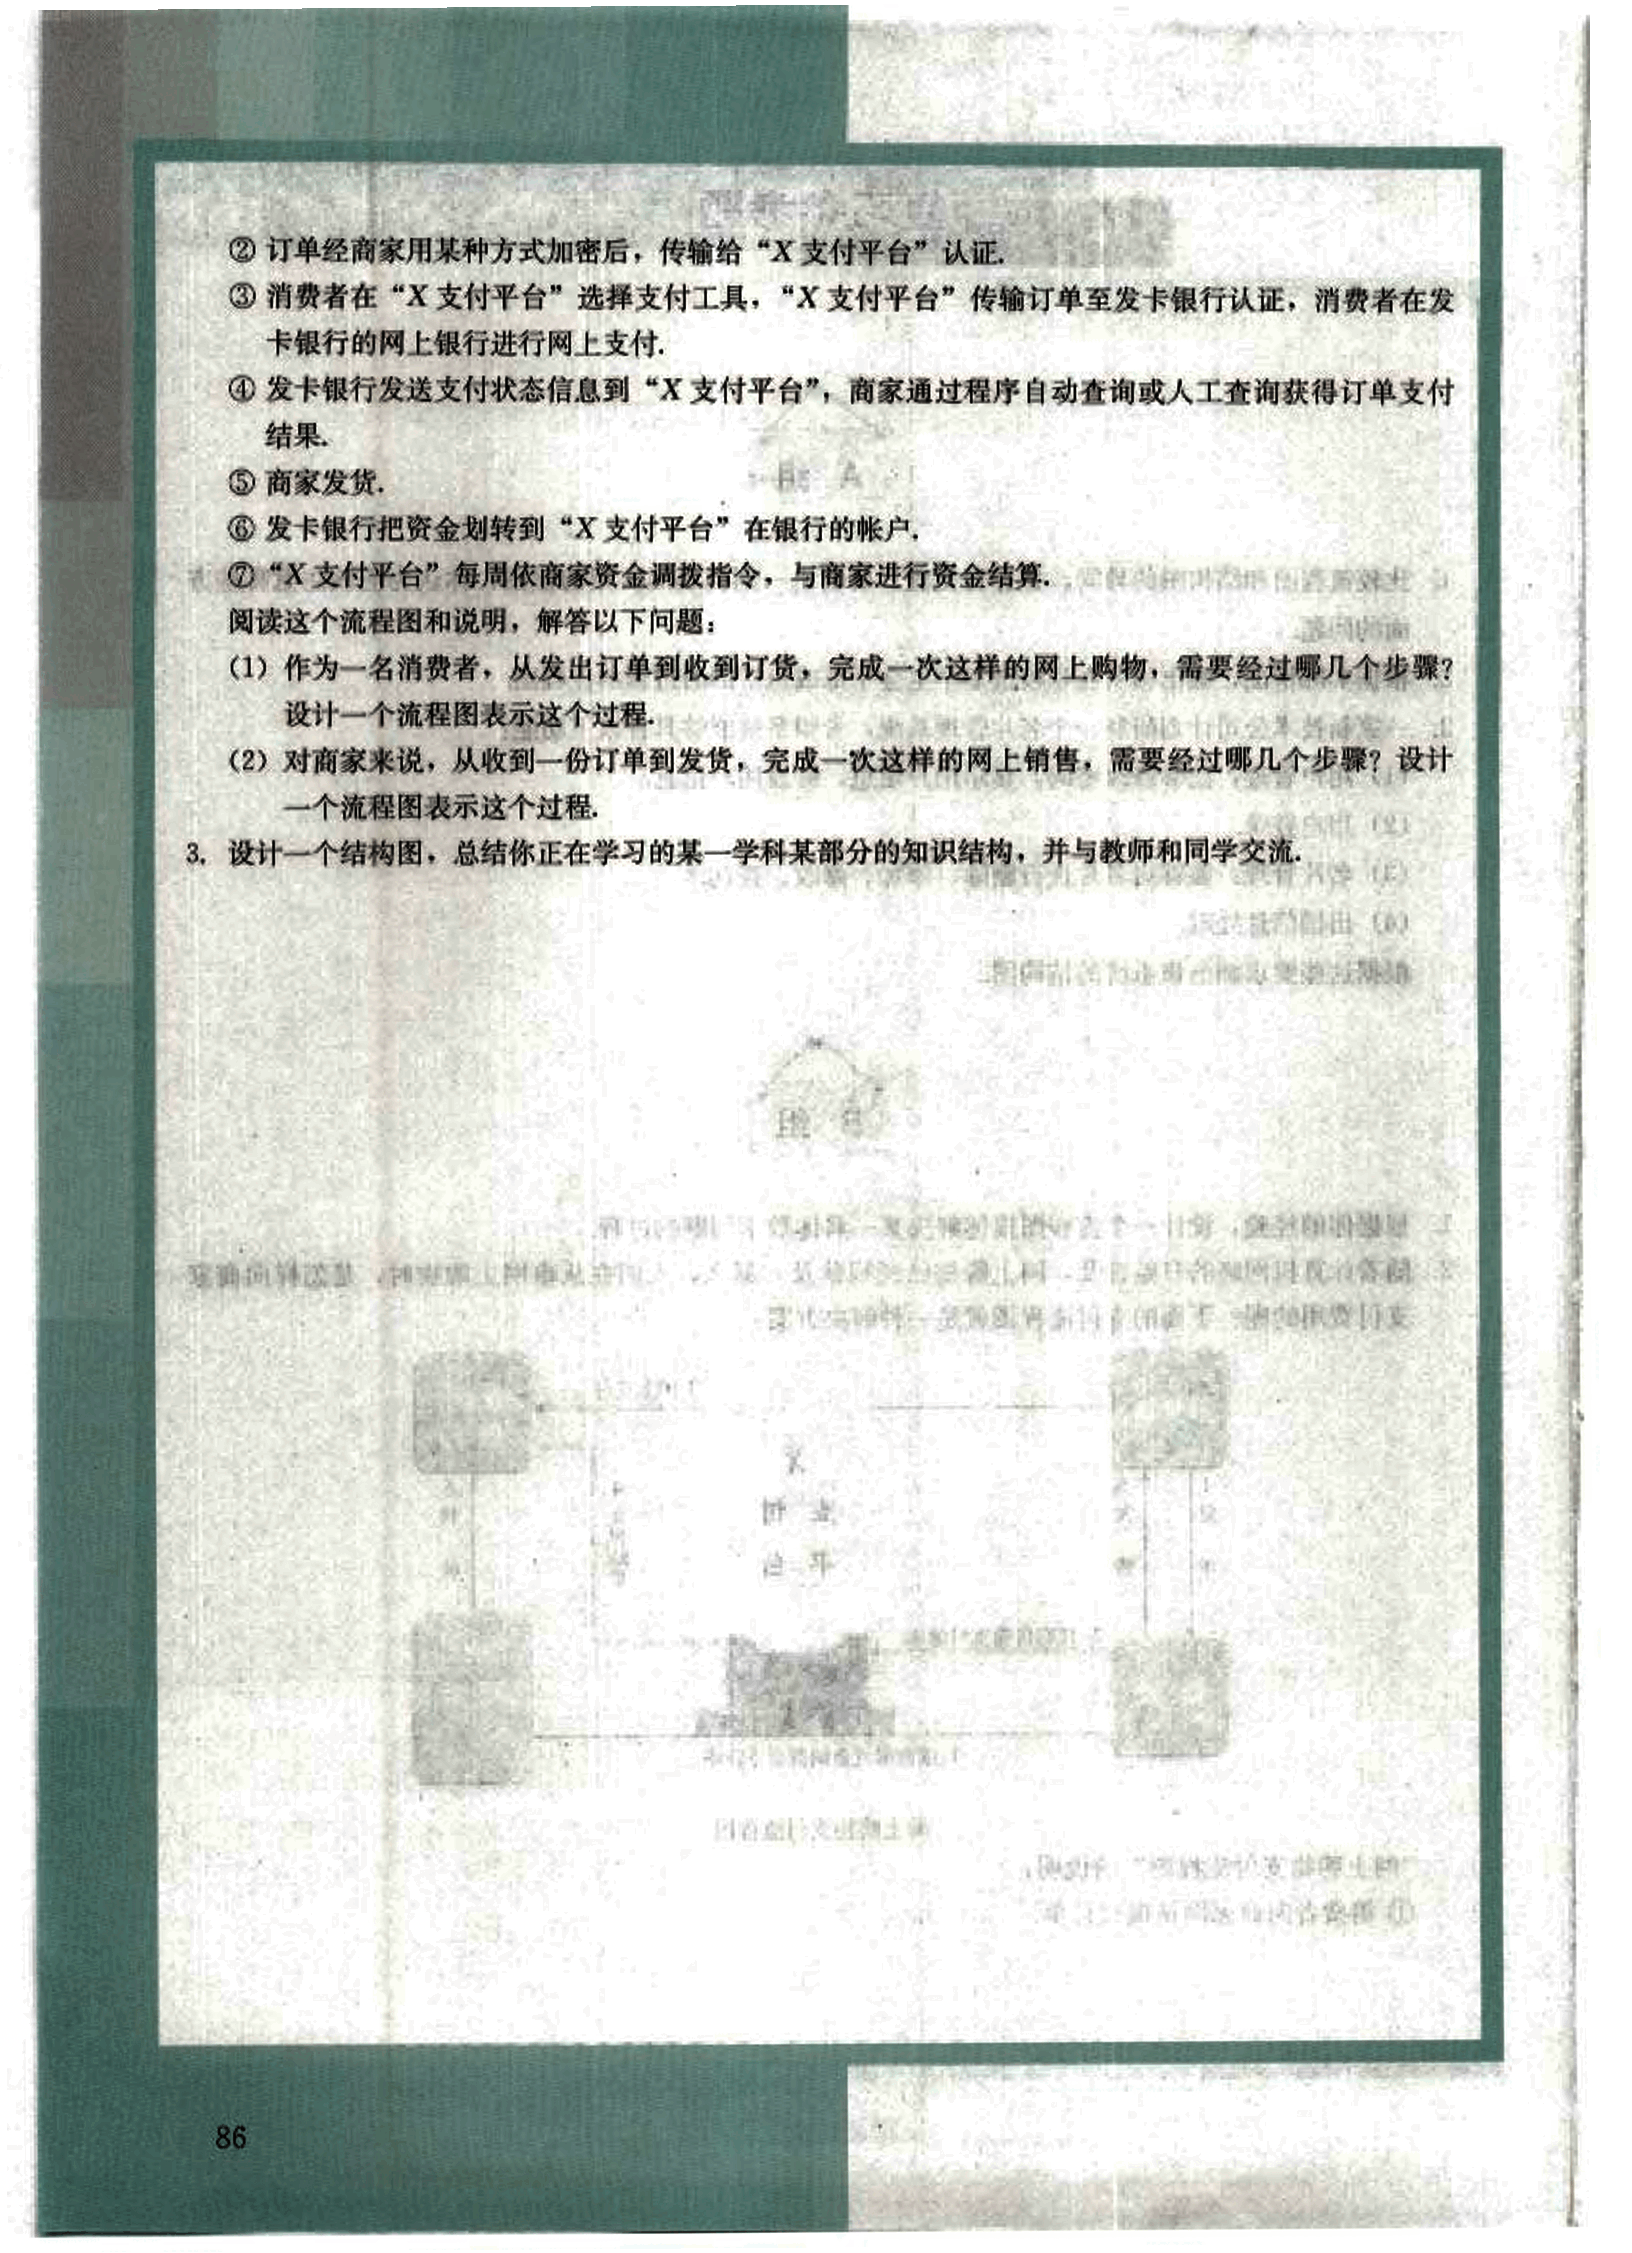 ② 订单经商家用某种方式加密后，传输给“X 支付平台”认证.
③ 消费者在“X 支付平台”选择支付工具，“X 支付平台”传输订单至发卡银行认证，消费者在发
卡银行的网上银行进行网上支付.
④ 发卡银行发送支付状态信息到“X 支付平台”，商家通过程序自动查询或人工查询获得订单支付
结果.
⑤ 商家发货.
⑥ 发卡银行把资金划转到“X 支付平台”在银行的帐户.
⑦ “X 支付平台”每周依商家资金调拨指令，与商家进行资金结算.
阅读这个流程图和说明，解答以下问题：
(1) 作为一名消费者，从发出订单到收到订货，完成一次这样的网上购物，需要经过哪几个步骤？
设计一个流程图表示这个过程.
(2) 对商家来说，从收到一份订单到发货，完成一次这样的网上销售，需要经过哪几个步骤？设计
一个流程图表示这个过程.
3. 设计一个结构图，总结你正在学习的某一学科某部分的知识结构，并与教师和同学交流.
86